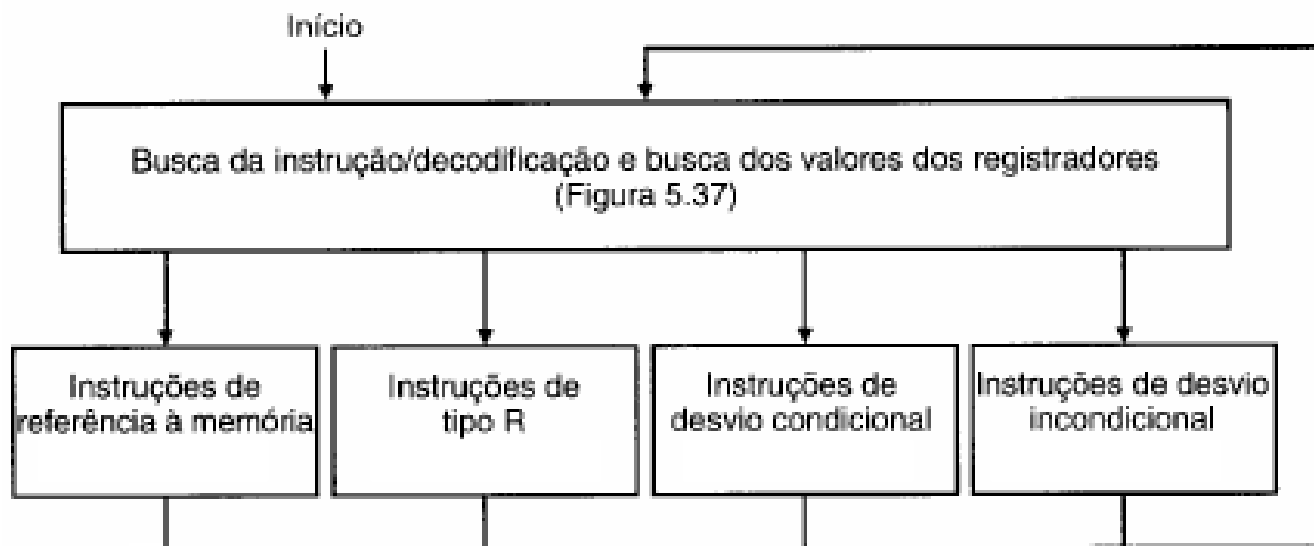 Início
Busca da instrução/decodificação e busca dos valores dos registradores
(Figura 5.37)
Instruções de
referência à memória
Instruções de
tipo R
Instruções de
desvio condicional
Instruções de desvio
incondicional